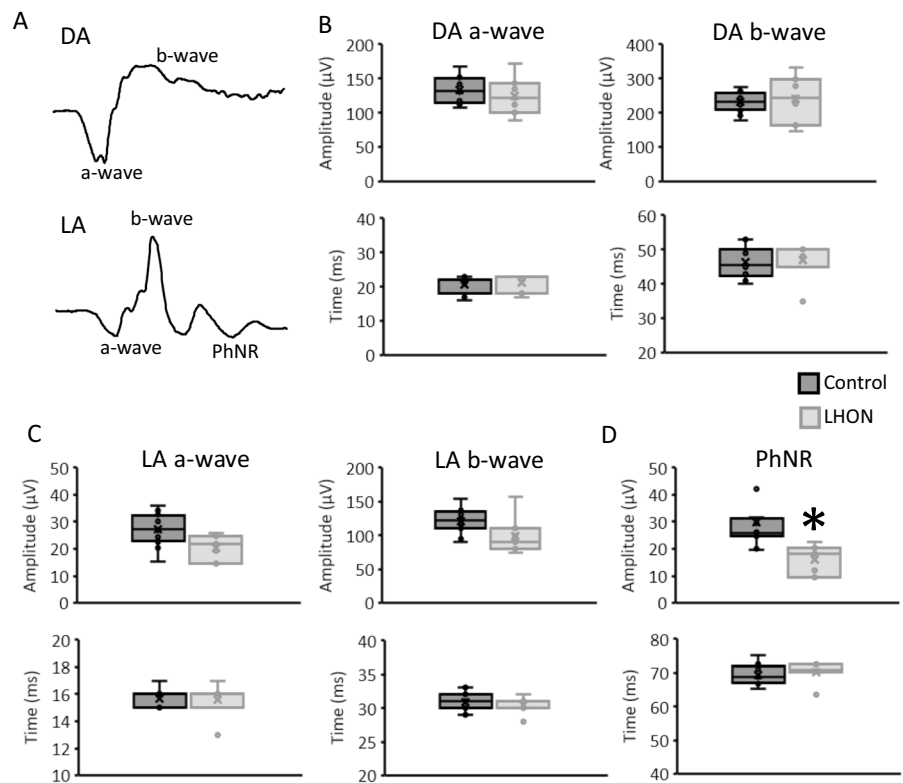 A
DA
b-wave
a-wave
LA
b-wave
a-wave
PhNR
B
DA a-wave
Amplitude (µV)
200
150
100
50
0
DA b-wave
Amplitude (µV)
400
300
200
100
0
Time (ms)
40
30
20
10
0
Time (ms)
60
50
40
30
20
Control
LHON
C
LA a-wave
Amplitude (µV)
50
40
30
20
10
0
LA b-wave
Amplitude (µV)
200
150
100
50
0
D
PhNR
Amplitude (µV)
50
40
30
20
10
0
*
Time (ms)
20
18
16
14
12
10
Time (ms)
40
35
30
25
20
Time (ms)
80
70
60
50
40